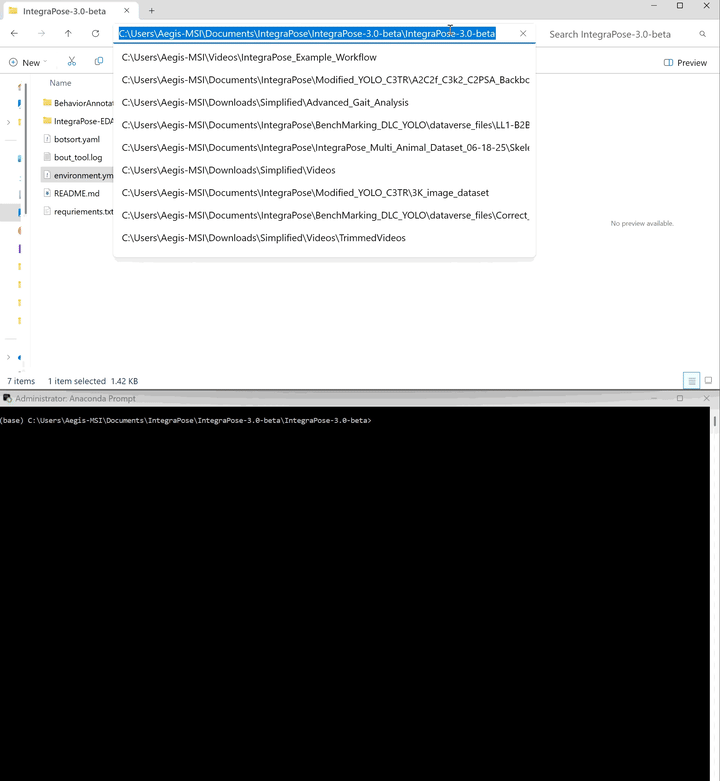 IntegraPose-3.0-beta
C:\Users\Aegis-MSI\Documents\IntegraPose\IntegraPose-3.0-beta\IntegraPose-3.0-beta
Search IntegraPose-3.0-beta
New
Preview
Name
BehaviorAnnotat
IntegraPose-EDA
botsort.yaml
bout_tool.log
environment.ym
README.md
requriements.txt
C:\Users\Aegis-MSI\Videos\IntegraPose_Example_Workflow
C:\Users\Aegis-MSI\Documents\IntegraPose\Modified_YOLO_C3TR\A2C2f_C3k2_C2PSA_Backbo
C:\Users\Aegis-MSI\Downloads\Simplified\Advanced_Gait_Analysis
C:\Users\Aegis-MSI\Documents\IntegraPose\BenchMarking_DLC_YOLO\dataverse_files\LL1-B2B
C:\Users\Aegis-MSI\Documents\IntegraPose\IntegraPose_Multi_Animal_Dataset_06-18-25\Skele
C:\Users\Aegis-MSI\Downloads\Simplified\Videos
C:\Users\Aegis-MSI\Documents\IntegraPose\Modified_YOLO_C3TR\3K_image_dataset
C:\Users\Aegis-MSI\Documents\IntegraPose\BenchMarking_DLC_YOLO\dataverse_files\Correct_
C:\Users\Aegis-MSI\Downloads\Simplified\Videos\TrimmedVideos
No preview available.
7 items 1 item selected 1.42 KB
Administrator: Anaconda Prompt
(base) C:\Users\Aegis-MSI\Documents\IntegraPose\IntegraPose-3.0-beta\IntegraPose-3.0-beta>